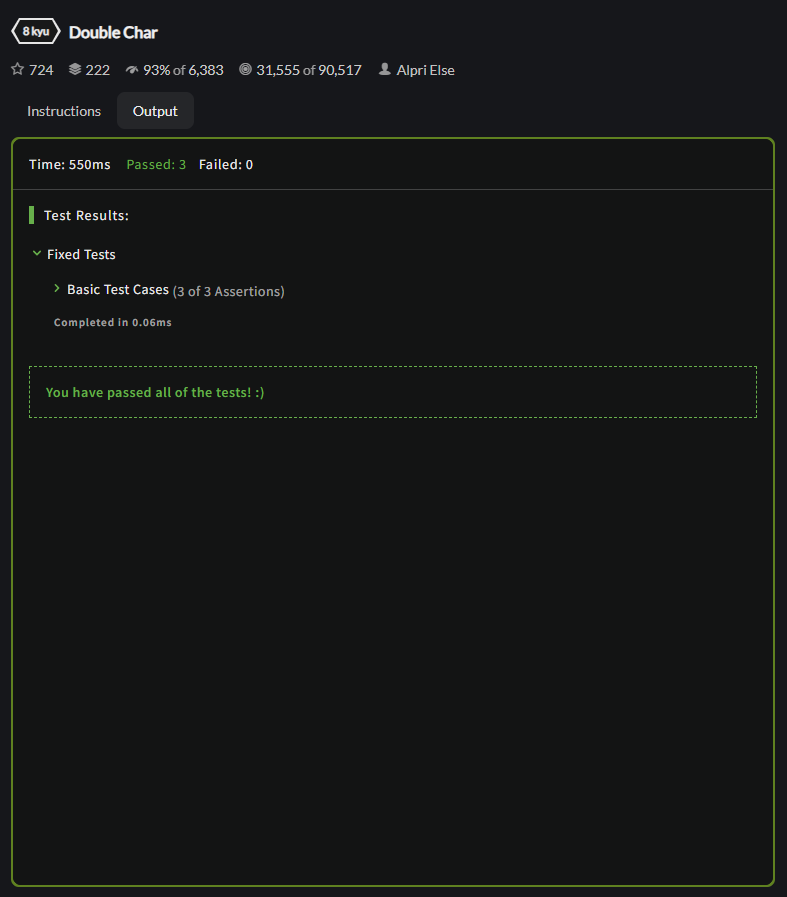 8 kyu Double Char
724 222 93% of 6,383 31,555 of 90,517 Alpri Else
Instructions Output
Time: 550ms Passed: 3 Failed: 0
Test Results:
Fixed Tests
Basic Test Cases (3 of 3 Assertions)
Completed in 0.06ms
You have passed all of the tests! :)